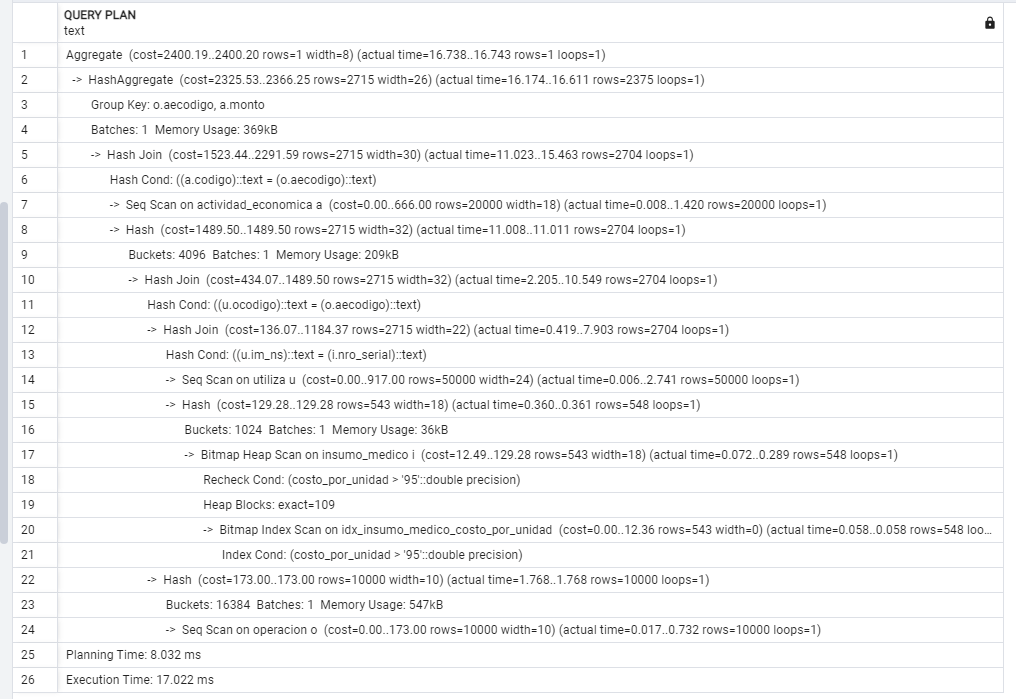 QUERY PLAN
text
1 Aggregate (cost=2400.19..2400.20 rows=1 width=8) (actual time=16.738..16.743 rows=1 loops=1)
2 -> HashAggregate (cost=2325.53..2366.25 rows=2715 width=26) (actual time=16.174..16.611 rows=2375 loops=1)
3 Group Key: o.aecodigo, a.monto
4 Batches: 1 Memory Usage: 369kB
5 -> Hash Join (cost=1523.44..2291.59 rows=2715 width=30) (actual time=11.023..15.463 rows=2704 loops=1)
6 Hash Cond: ((a.codigo)::text = (o.aecodigo)::text)
7 -> Seq Scan on actividad_economica a (cost=0.00..666.00 rows=20000 width=18) (actual time=0.008..1.420 rows=20000 loops=1)
8 -> Hash (cost=1489.50..1489.50 rows=2715 width=32) (actual time=11.008..11.011 rows=2704 loops=1)
9 Buckets: 4096 Batches: 1 Memory Usage: 209kB
10 -> Hash Join (cost=434.07..1489.50 rows=2715 width=32) (actual time=2.205..10.549 rows=2704 loops=1)
11 Hash Cond: ((u.ocodigo)::text = (o.aecodigo)::text)
12 -> Hash Join (cost=136.07..1184.37 rows=2715 width=22) (actual time=0.419..7.903 rows=2704 loops=1)
13 Hash Cond: ((u.im_ns)::text = (i.nro_serial)::text)
14 -> Seq Scan on utiliza u (cost=0.00..917.00 rows=50000 width=24) (actual time=0.006..2.741 rows=50000 loops=1)
15 -> Hash (cost=129.28..129.28 rows=543 width=18) (actual time=0.360..0.361 rows=548 loops=1)
16 Buckets: 1024 Batches: 1 Memory Usage: 36kB
17 -> Bitmap Heap Scan on insumo_medico i (cost=12.49..129.28 rows=543 width=18) (actual time=0.072..0.289 rows=548 loops=1)
18 Recheck Cond: (costo_por_unidad > '95'::double precision)
19 Heap Blocks: exact=109
20 -> Bitmap Index Scan on idx_insumo_medico_costo_por_unidad (cost=0.00..12.36 rows=543 width=0) (actual time=0.058..0.058 rows=548 loo...
21 Index Cond: (costo_por_unidad > '95'::double precision)
22 -> Hash (cost=173.00..173.00 rows=10000 width=10) (actual time=1.768..1.768 rows=10000 loops=1)
23 Buckets: 16384 Batches: 1 Memory Usage: 547kB
24 -> Seq Scan on operacion o (cost=0.00..173.00 rows=10000 width=10) (actual time=0.017..0.732 rows=10000 loops=1)
25 Planning Time: 8.032 ms
26 Execution Time: 17.022 ms